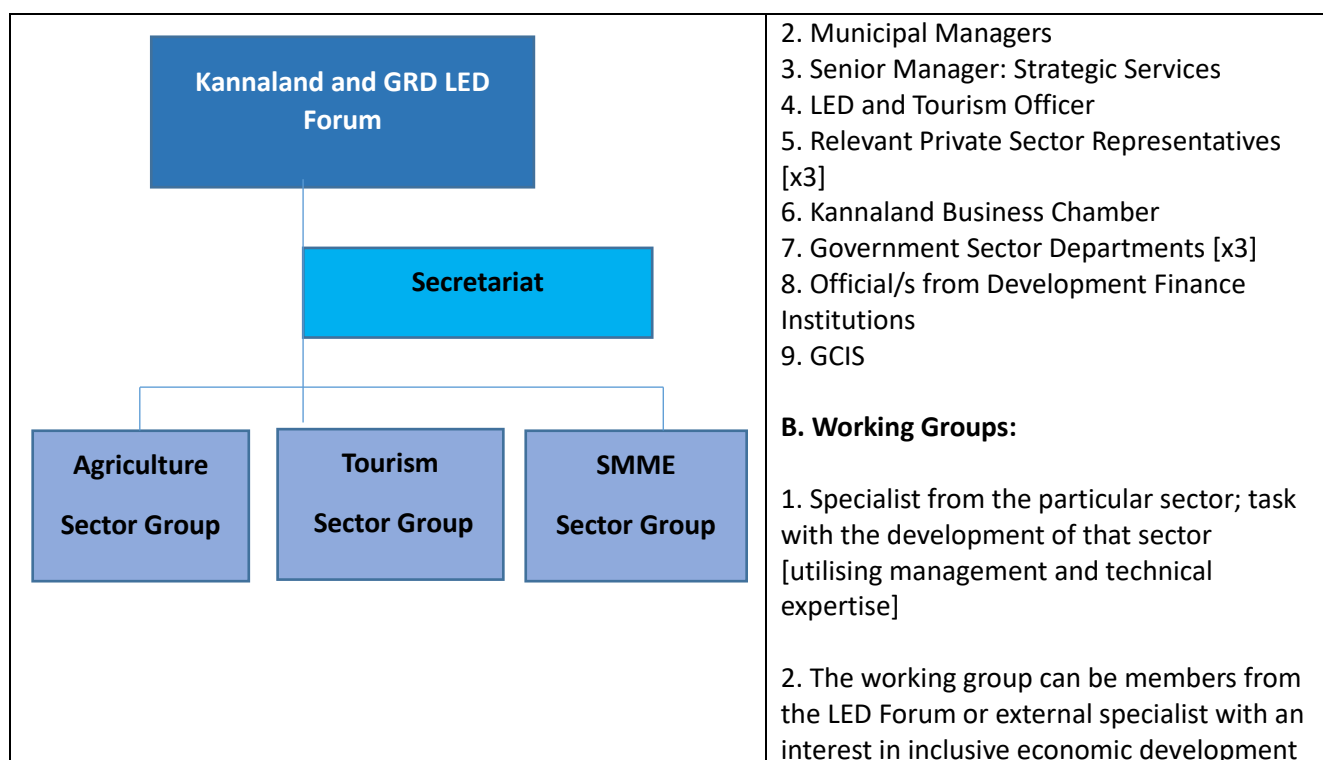 Kannaland and GRD LED
Forum
Secretariat
Agriculture
Sector Group
Tourism
Sector Group
SMME
Sector Group
2. Municipal Managers
3. Senior Manager: Strategic Services
4. LED and Tourism Officer
5. Relevant Private Sector Representatives
[x3]
6. Kannaland Business Chamber
7. Government Sector Departments [x3]
8. Official/s from Development Finance
Institutions
9. GCIS
B. Working Groups:
1. Specialist from the particular sector; task
with the development of that sector
[utilising management and technical
expertise]
2. The working group can be members from
the LED Forum or external specialist with an
interest in inclusive economic development